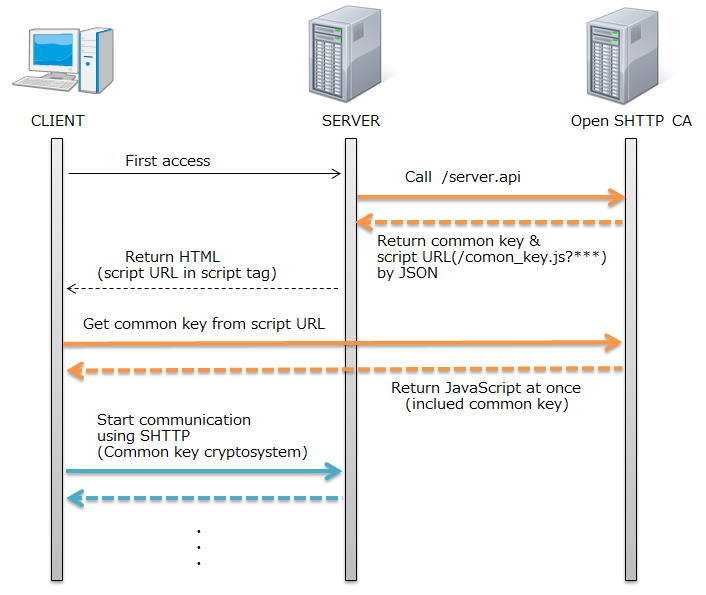 CLIENT
SERVER
Open SHTTP CA
First access
Call /server.api
Return common key &
script URL(/comon_key.js?***)
by JSON
Return HTML
(script URL in script tag)
Get common key from script URL
Return JavaScript at once
(inclued common key)
Start communication
using SHTTP
(Common key cryptosystem)